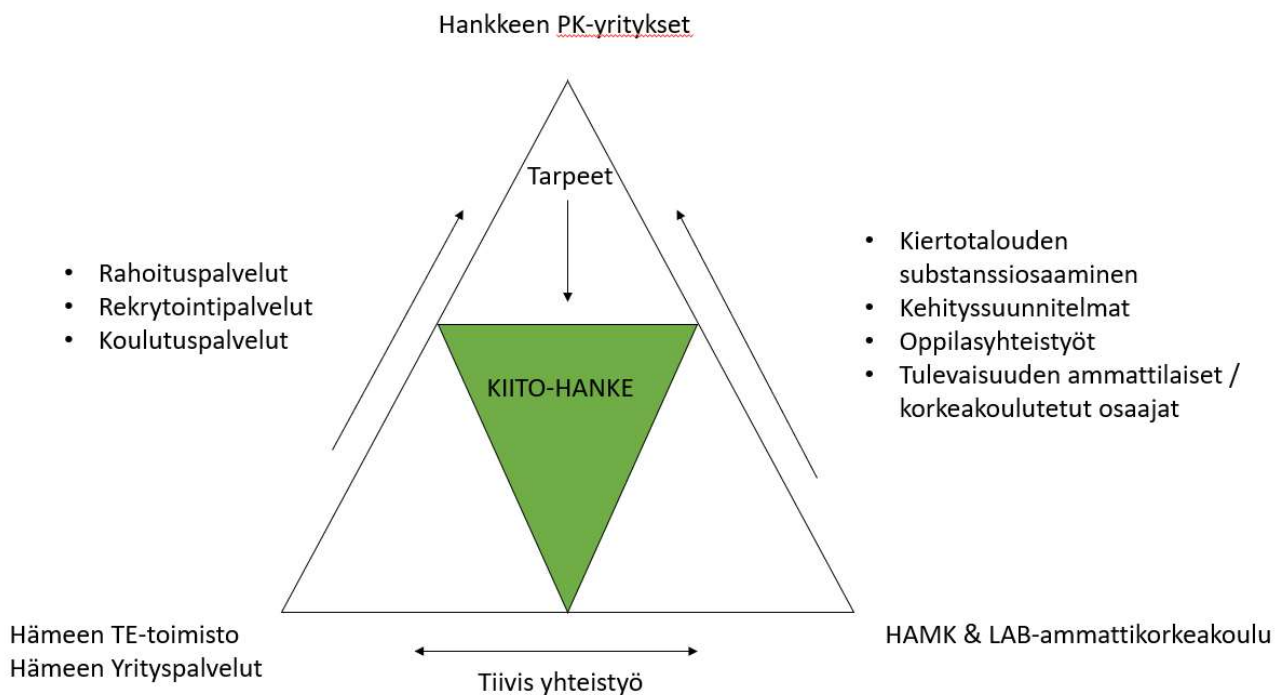 Hankkeen PK-yritykset
Tarpeet
• Rahoituspalvelut
• Rekrytointipalvelut
• Koulutuspalvelut
• Kiertotalouden
substanssiosaaminen
• Kehityssuunnitelmat
• Oppilasyhteistyöt
• Tulevaisuuden ammattilaiset /
korkeakoulutetut osaajat
KIITO-HANKE
Hämeen TE-toimisto
Hämeen Yrityspalvelut
HAMK & LAB-ammattikorkeakoulu
Tiivis yhteistyö